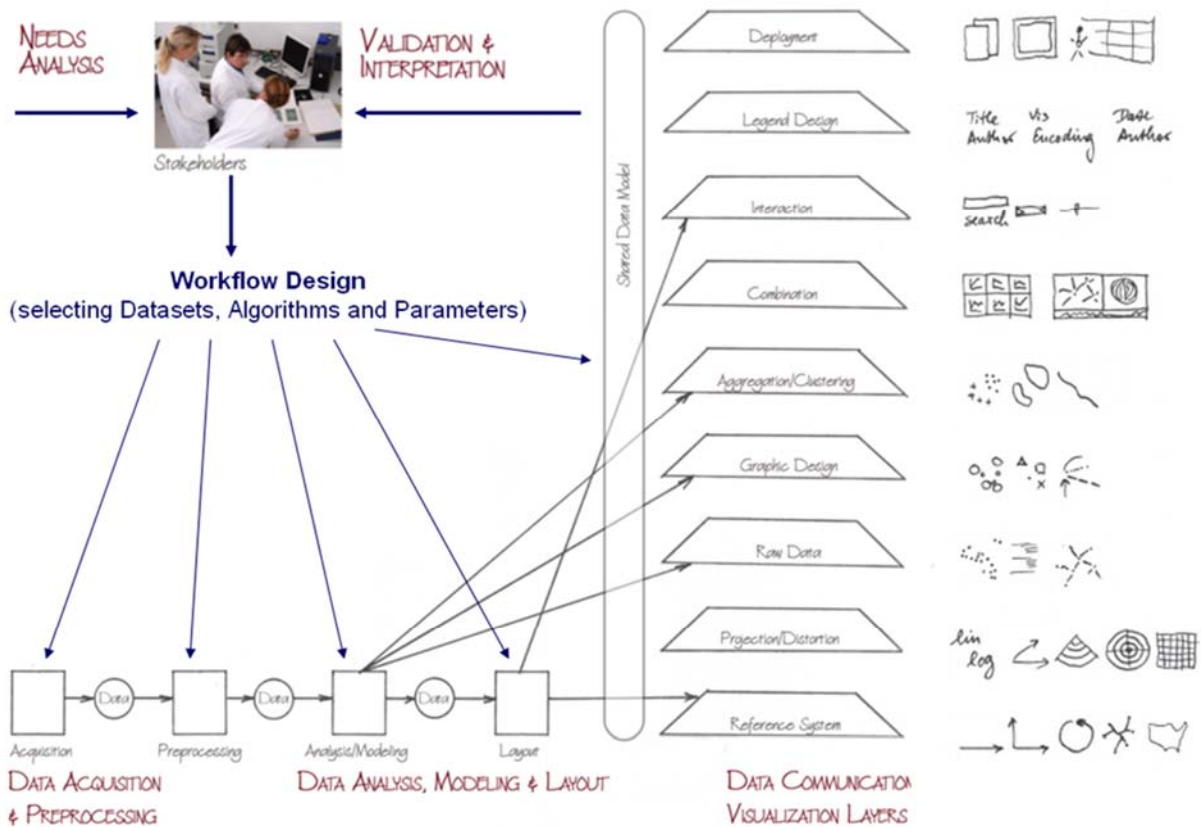 NEEDS
ANALYSIS
VALIDATION &
INTERPRETATION
Stakeholders
Workflow Design
(selecting Datasets, Algorithms and Parameters)
Shared Data Model
Deployment
Legend Design
Interaction
Combination
Aggregation/Clustering
Graphic Design
Raw Data
Projection/Distortion
Reference System
Title
Author
Vis
Encoding
Date
Author
search
lin
log
Data
Data
Data
Acquisition
Preprocessing
Analysis/Modeling
Layout
DATA ACQUISTION
& PREPROCESSING
DATA ANALYSIS, MODELING & LAYOUT
DATA COMMUNICATION
VISUALIZATION LAYERS